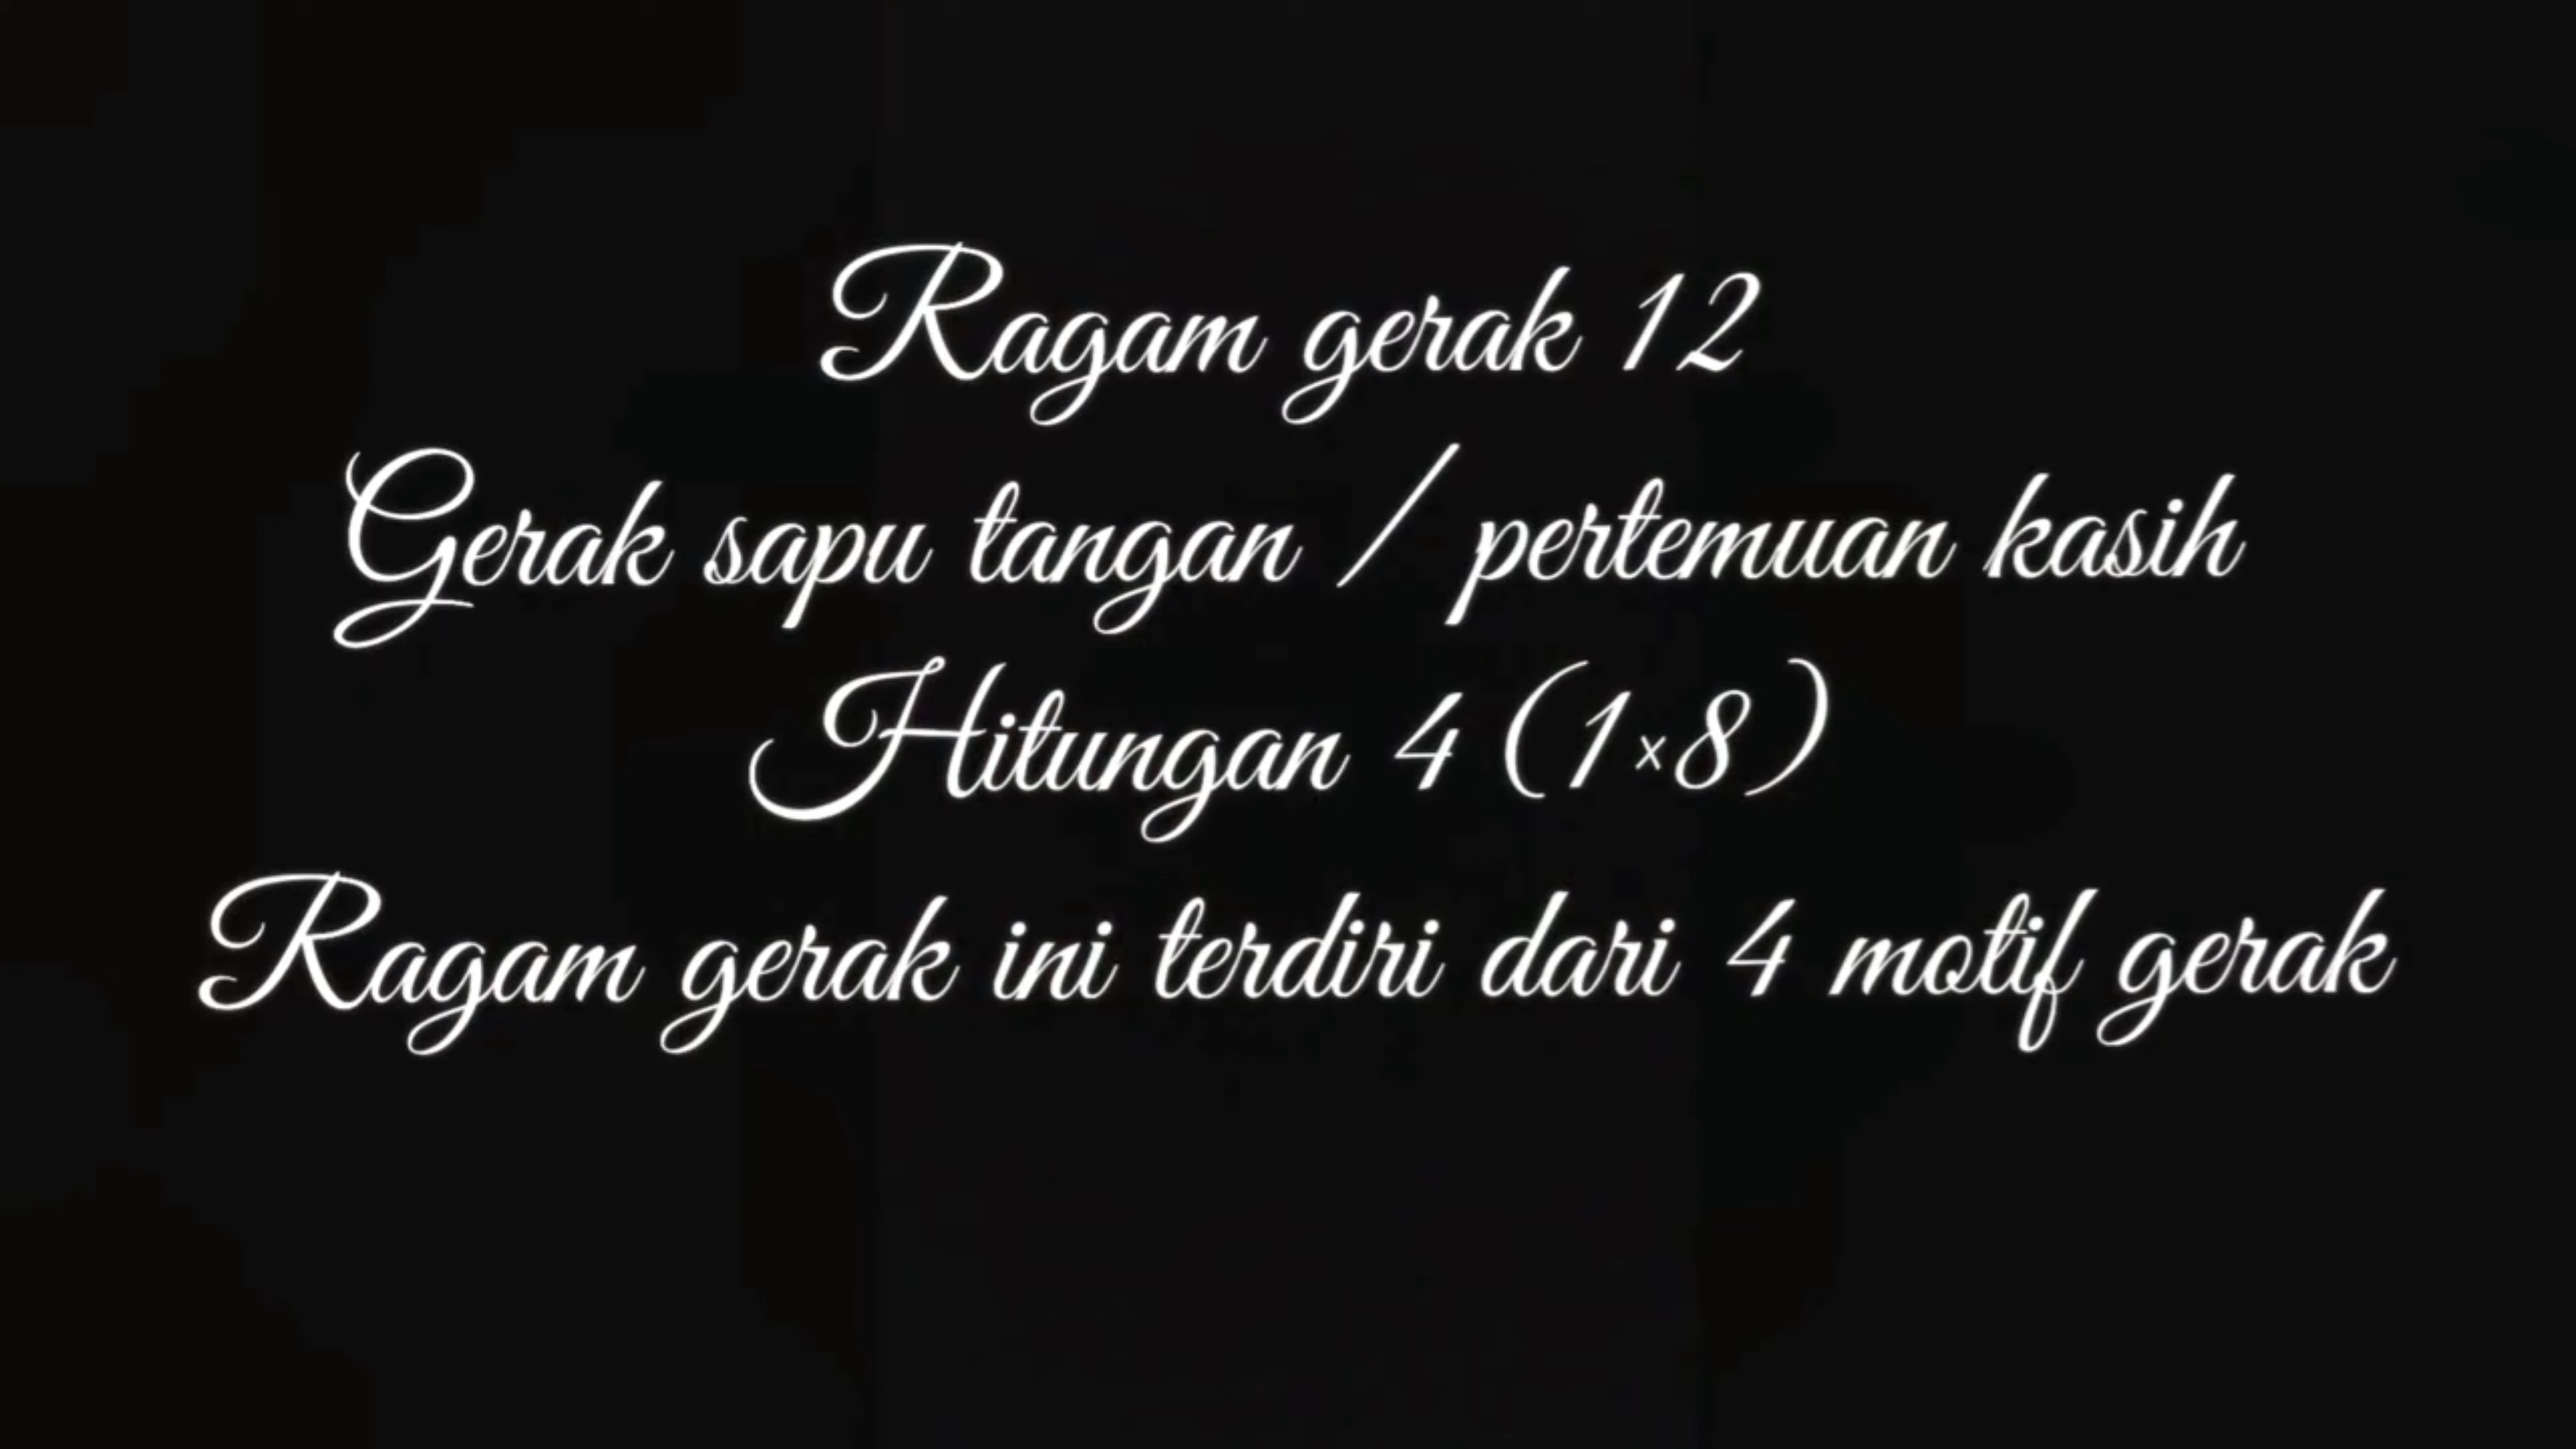 Ragam gerak 12
Gerak sapu tangan / pertemuan kasih
Hitungan 4 (1×8)
Ragam gerak ini terdiri dari 4 motif gerak